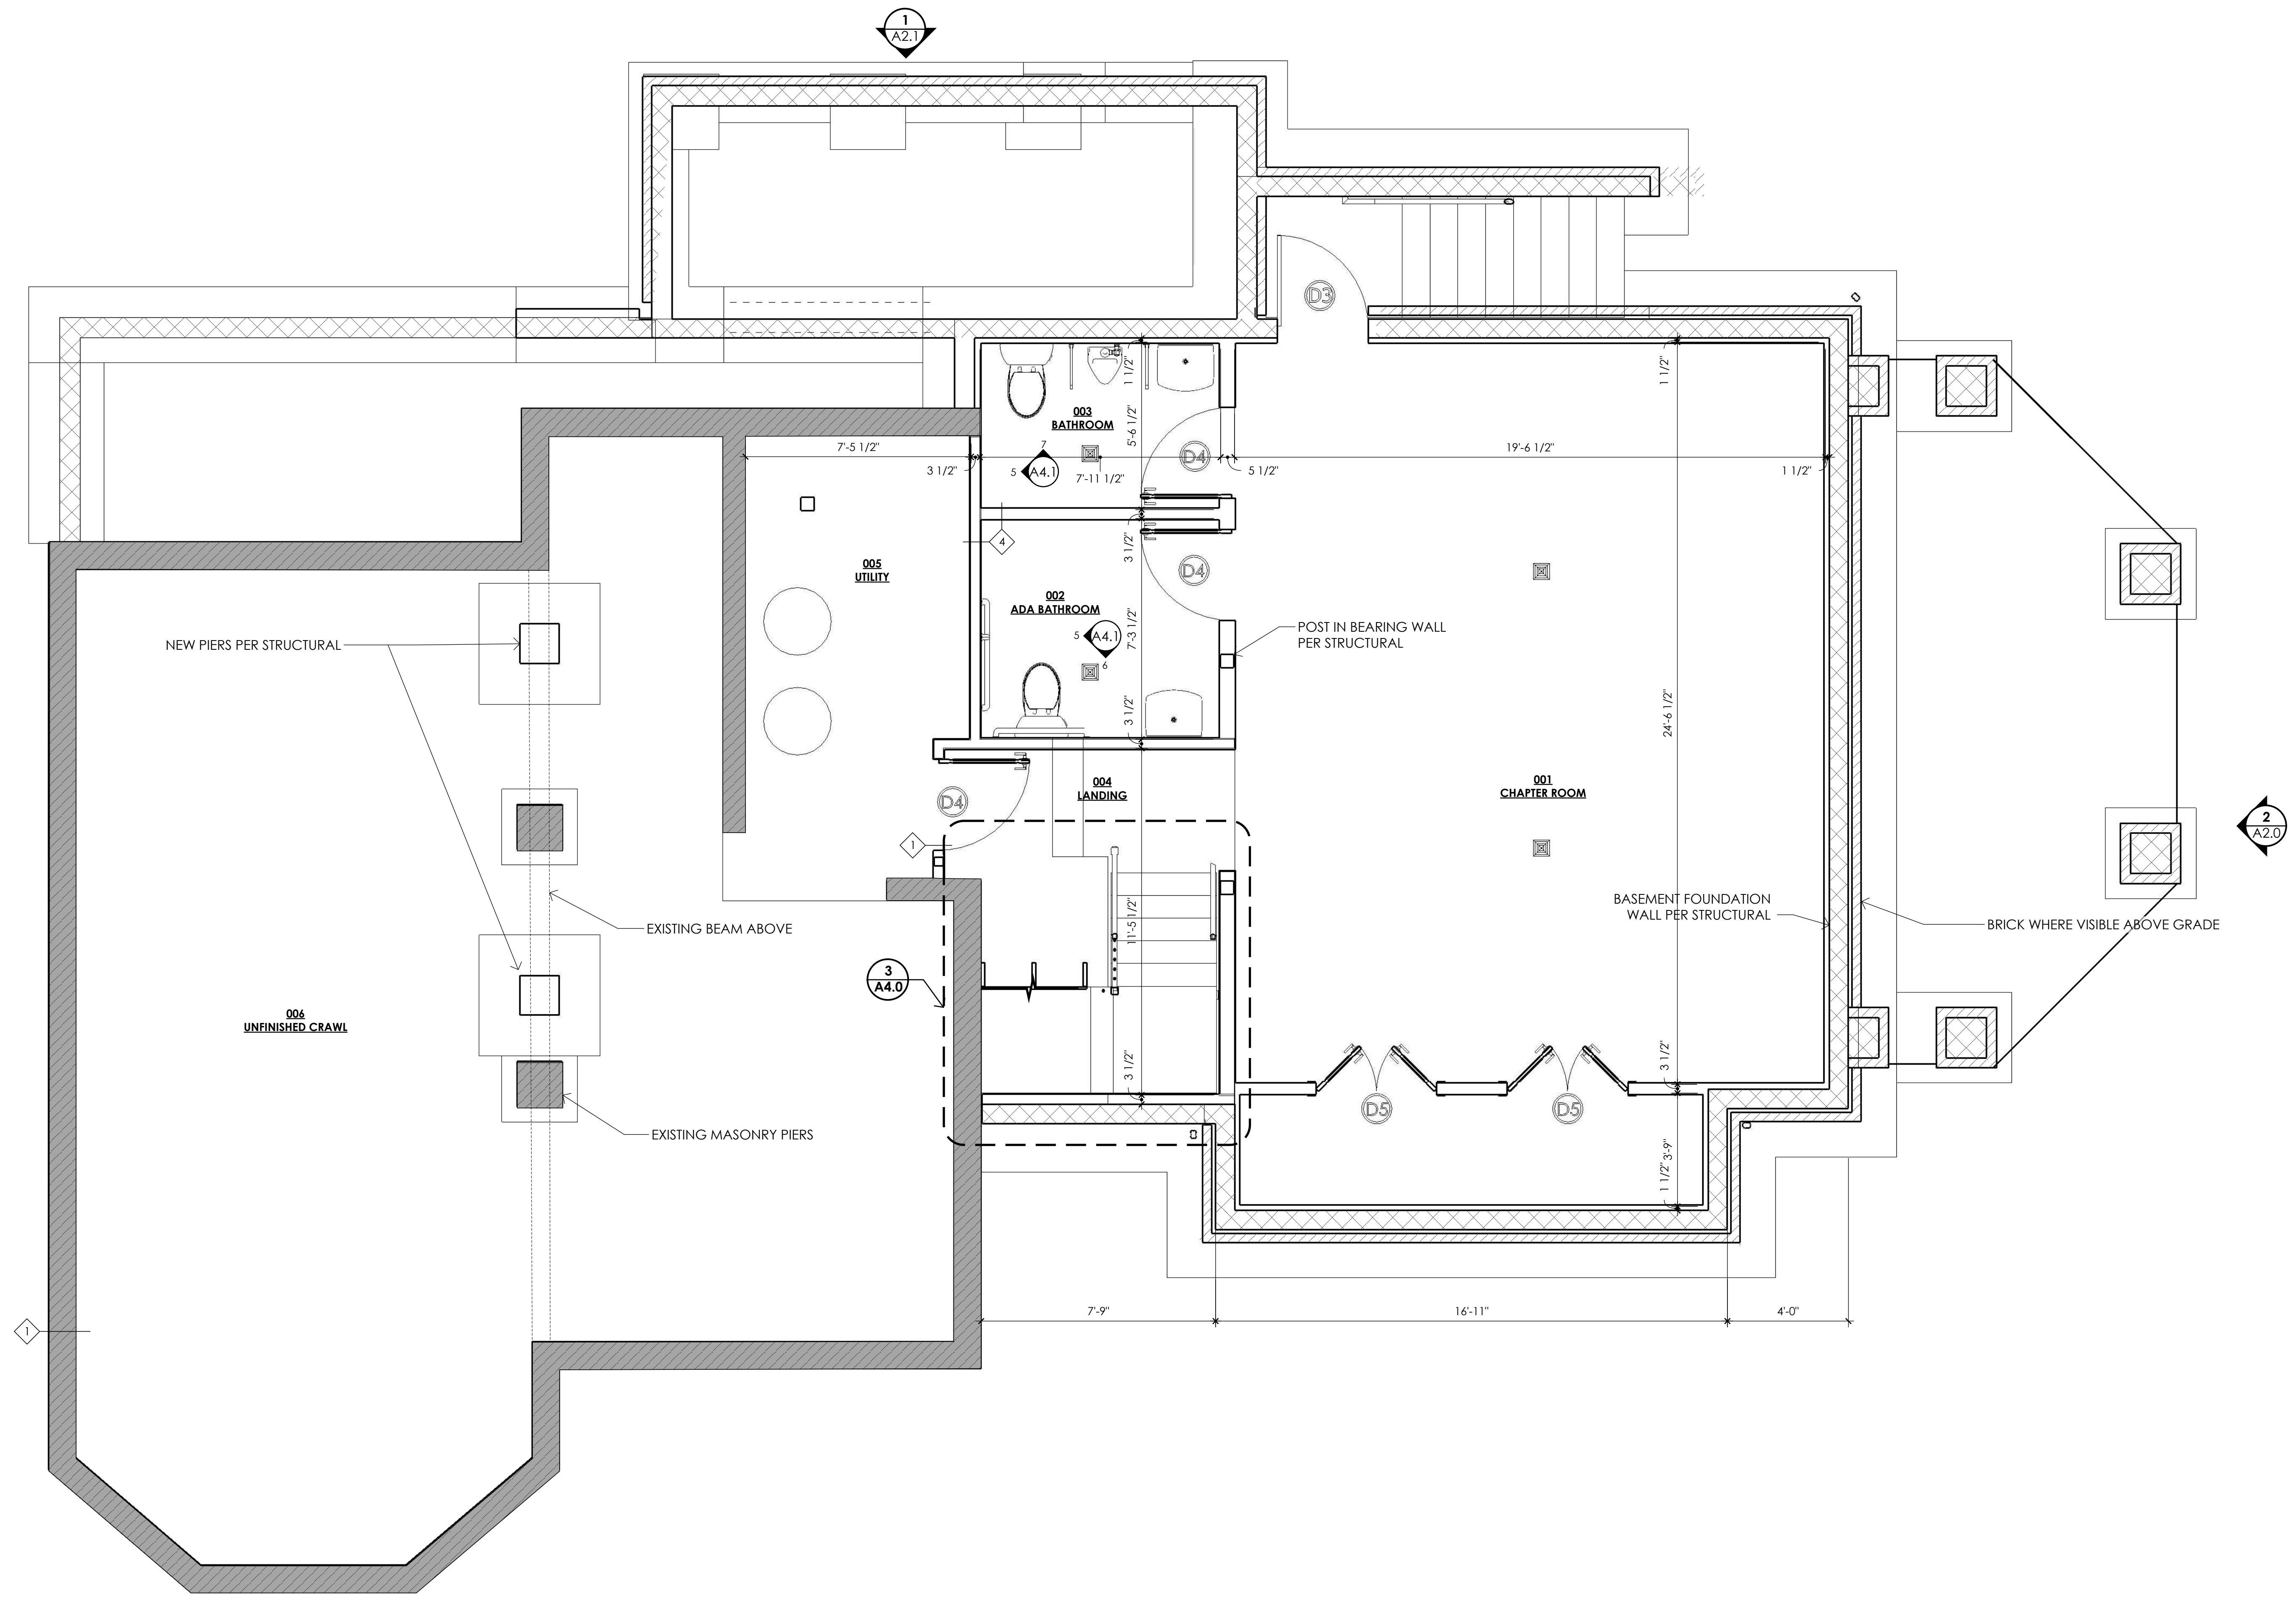 1
A2.1
D3
1 1/2"
1 1/2"
003
BATHROOM
5'-6 1/2"
7'-5 1/2"
3 1/2"
7
5
A4.1
7'-11 1/2"
D4
5 1/2"
19'-6 1/2"
1 1/2"
4
3 1/2"
005
UTILITY
D4
002
ADA BATHROOM
5
A4.1
6
7'-3 1/2"
NEW PIERS PER STRUCTURAL
POST IN BEARING WALL
PER STRUCTURAL
3 1/2"
24'-6 1/2"
004
LANDING
D4
001
CHAPTER ROOM
2
A2.0
1
EXISTING BEAM ABOVE
11'-5 1/2"
BASEMENT FOUNDATION
WALL PER STRUCTURAL
BRICK WHERE VISIBLE ABOVE GRADE
3
A4.0
006
UNFINISHED CRAWL
3 1/2"
3 1/2"
D5
D5
EXISTING MASONRY PIERS
3'-9"
1 1/2"
7'-9"
16'-11"
4'-0"
1